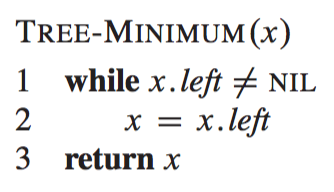 TREE-MINIMUM(x)
1 while x.left ≠ NIL
2 x = x.left
3 return x